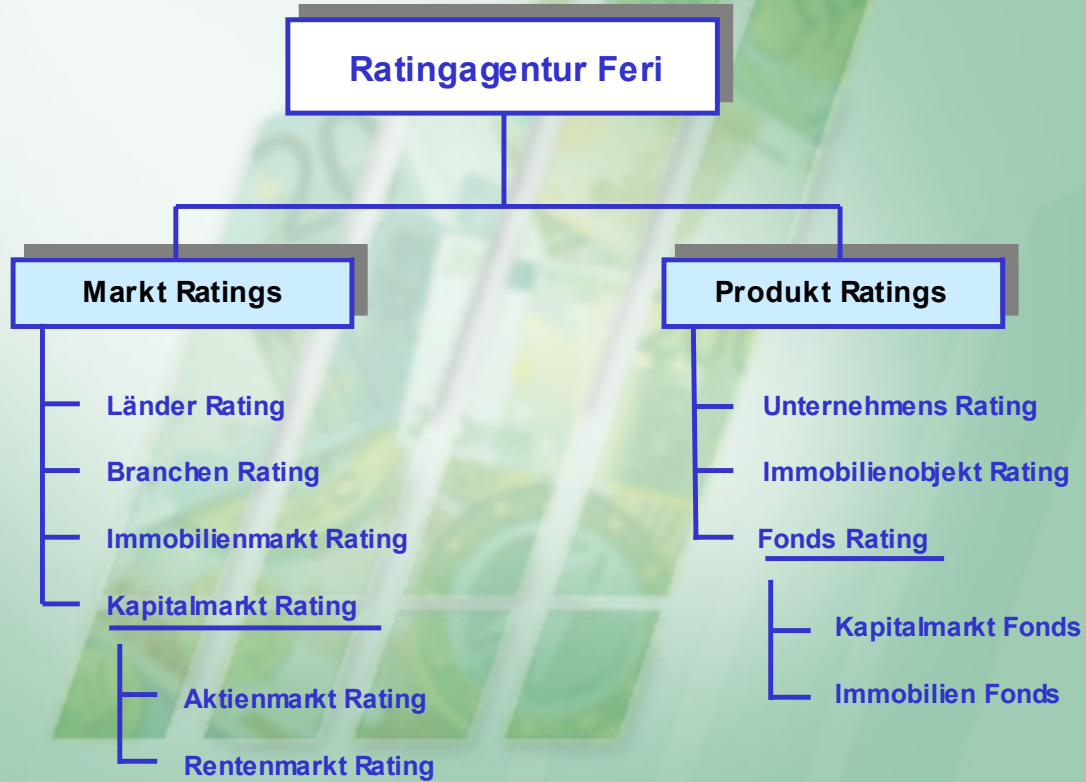 Ratingagentur Feri
Markt Ratings
Länder Rating
Branchen Rating
Immobilienmarkt Rating
Kapitalmarkt Rating
Aktienmarkt Rating
Rentenmarkt Rating
Produkt Ratings
Unternehmens Rating
Immobilienobjekt Rating
Fonds Rating
Kapitalmarkt Fonds
Immobilien Fonds